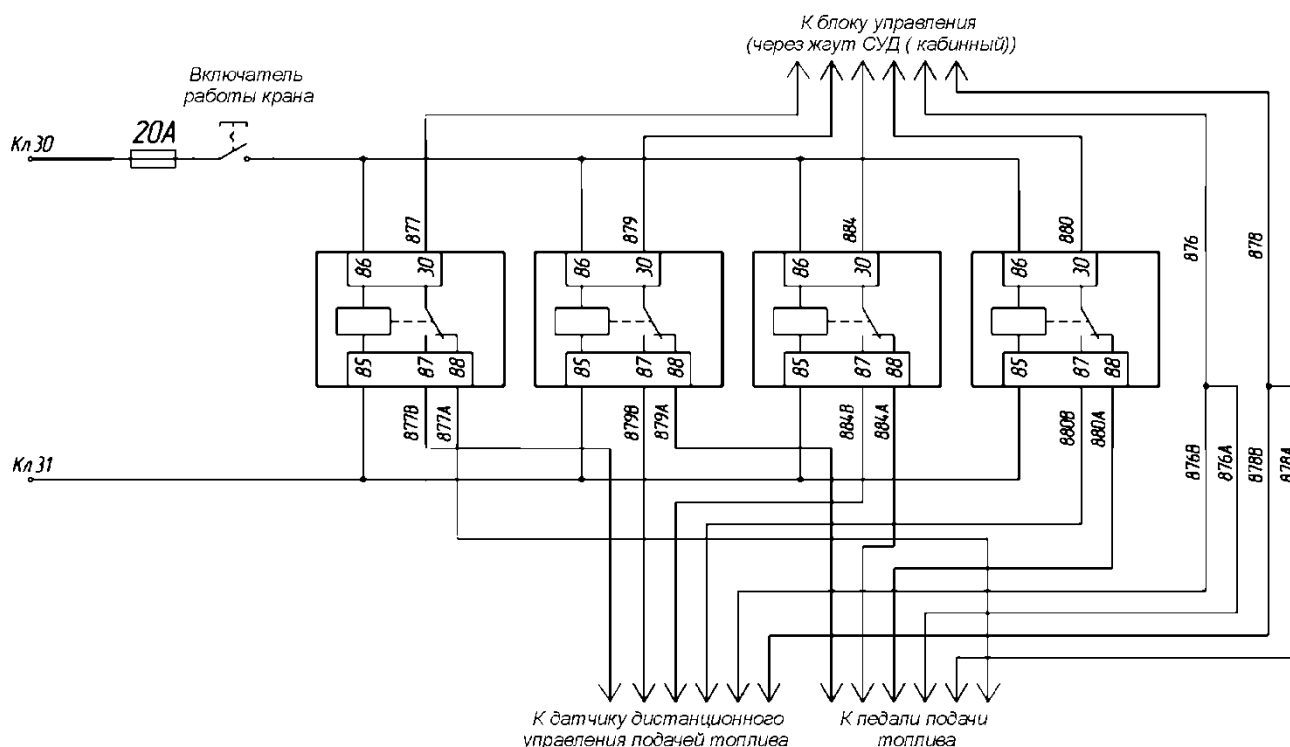 К блоку управления
(через жгут СУД ( кабинный))
Включатель
работы крана
Кл 30
20А
877
879
884
880
876
878
86
30
86
30
86
30
86
30
85
87
88
85
87
88
85
87
88
85
87
88
877В
877А
879В
879А
884В
884А
880В
880А
876В
876А
878В
878А
Кл 31
К датчику дистанционного
управления подачей топлива
К педали подачи
топлива